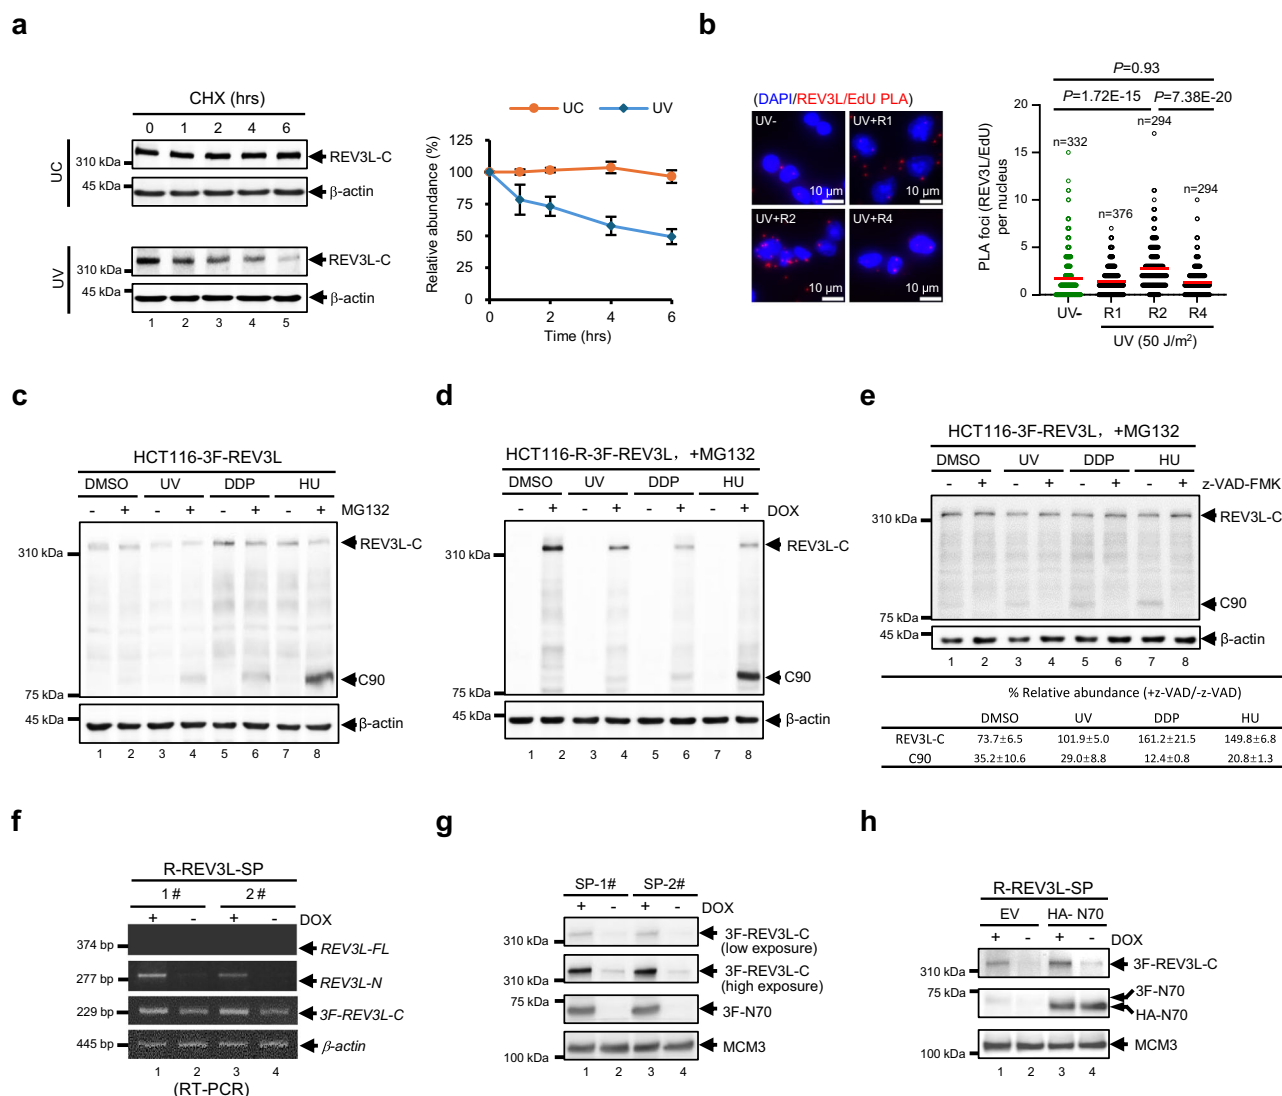 a
CHX (hrs)
0 1 2 4 6
UC
310 kDa
REV3L-C
45 kDa
β-actin
UV
310 kDa
REV3L-C
45 kDa
β-actin
1 2 3 4 5
UC UV
Relative abundance (%)
125
100
75
50
25
0
0 2 4 6
Time (hrs)
b
(DAPI/REV3L/EdU PLA)
UV-
10 µm
UV+R1
10 µm
UV+R2
10 µm
UV+R4
10 µm
P=0.93
P=1.72E-15 P=7.38E-20
PLA foci (REV3L/EdU)
per nucleus
20
15
10
5
0
n=332
n=376
n=294
n=294
UV- R1 R2 R4
UV (50 J/m²)
c
HCT116-3F-REV3L
DMSO UV DDP HU
- + - + - + - + MG132
310 kDa
REV3L-C
C90
75 kDa
45 kDa
β-actin
1 2 3 4 5 6 7 8
d
HCT116-R-3F-REV3L, +MG132
DMSO UV DDP HU
- + - + - + - + DOX
310 kDa
REV3L-C
C90
75 kDa
45 kDa
β-actin
1 2 3 4 5 6 7 8
e
HCT116-3F-REV3L, +MG132
DMSO UV DDP HU
- + - + - + - + z-VAD-FMK
310 kDa
REV3L-C
C90
75 kDa
45 kDa
β-actin
1 2 3 4 5 6 7 8
% Relative abundance (+z-VAD/-z-VAD)
DMSO UV DDP HU
REV3L-C 73.7±6.5 101.9±5.0 161.2±21.5 149.8±6.8
C90 35.2±10.6 29.0±8.8 12.4±0.8 20.8±1.3
f
R-REV3L-SP
1 # 2 #
+ - + - DOX
374 bp
REV3L-FL
277 bp
REV3L-N
229 bp
3F-REV3L-C
445 bp
β-actin
1 2 3 4
(RT-PCR)
g
SP-1# SP-2#
+ - + - DOX
310 kDa
3F-REV3L-C
(low exposure)
310 kDa
3F-REV3L-C
(high exposure)
75 kDa
3F-N70
100 kDa
MCM3
1 2 3 4
h
R-REV3L-SP
EV HA- N70
+ - + - DOX
310 kDa
3F-REV3L-C
75 kDa
3F-N70
HA-N70
100 kDa
MCM3
1 2 3 4